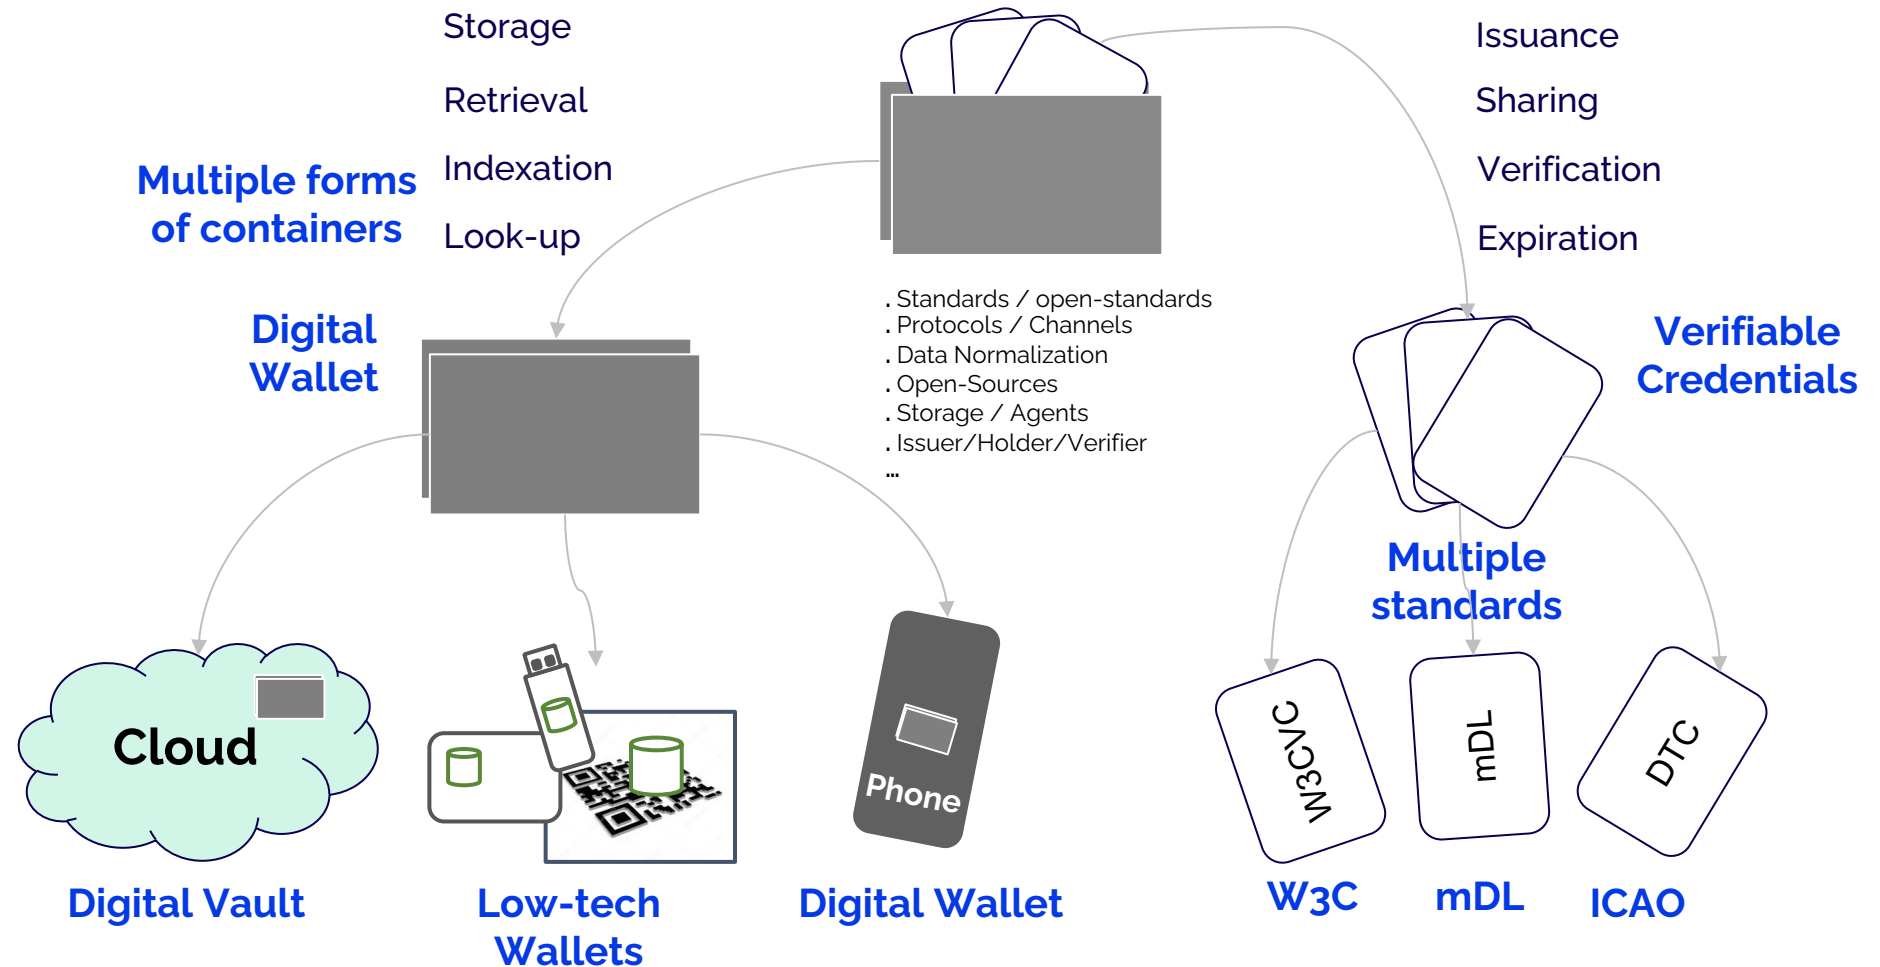 Storage
Retrieval
Indexation
Look-up
Multiple forms
of containers
Digital
Wallet
. Standards / open-standards
. Protocols / Channels
. Data Normalization
. Open-Sources
. Storage / Agents
. Issuer/Holder/Verifier
...
Issuance
Sharing
Verification
Expiration
Verifiable
Credentials
Multiple
standards
Cloud
Phone
W3CVC
mDL
DTC
Digital Vault
Low-tech
Wallets
Digital Wallet
W3C
mDL
ICAO